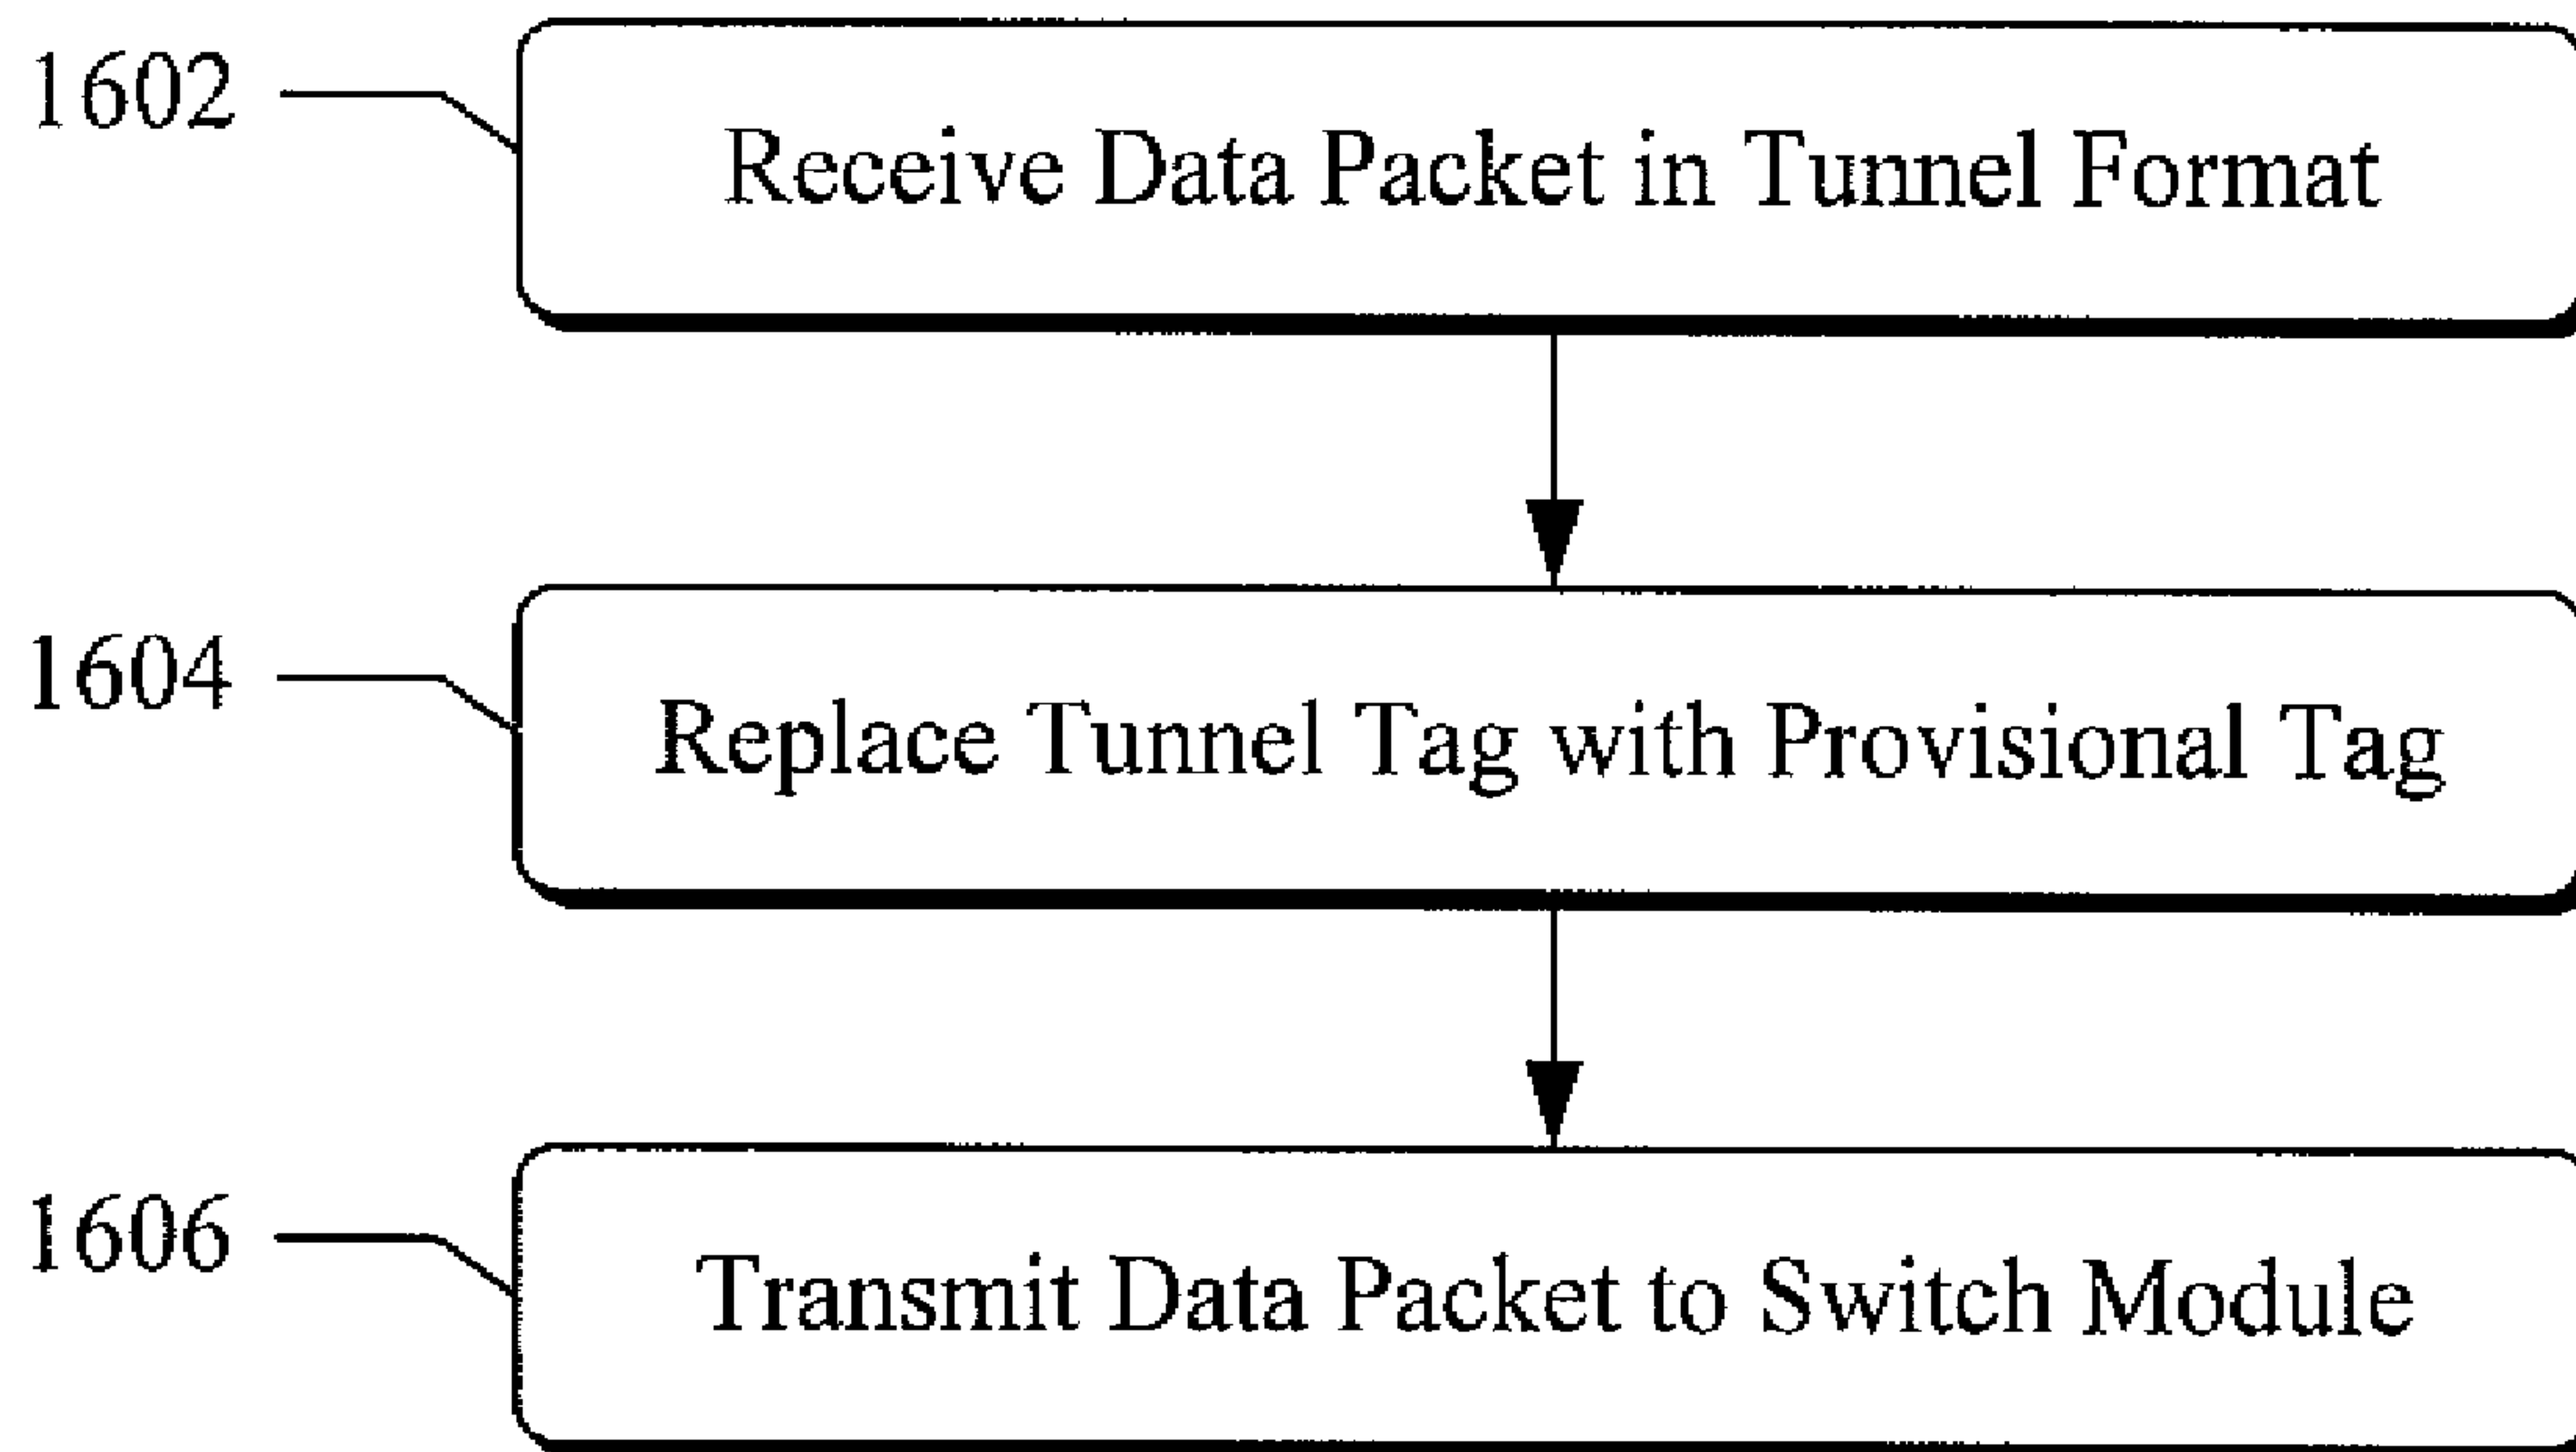 1602
Receive Data Packet in Tunnel Format
1604
Replace Tunnel Tag with Provisional Tag
1606
Transmit Data Packet to Switch Module